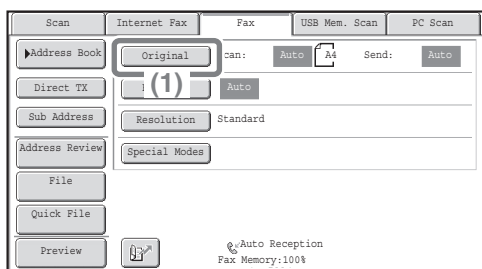 Scan Internet Fax Fax USB Mem. Scan PC Scan
Address Book Original can: Auto A4 Send: Auto
Direct TX (1) Auto
Sub Address Resolution Standard
Address Review Special Modes
File
Quick File
Preview Auto Reception
Fax Memory:100%